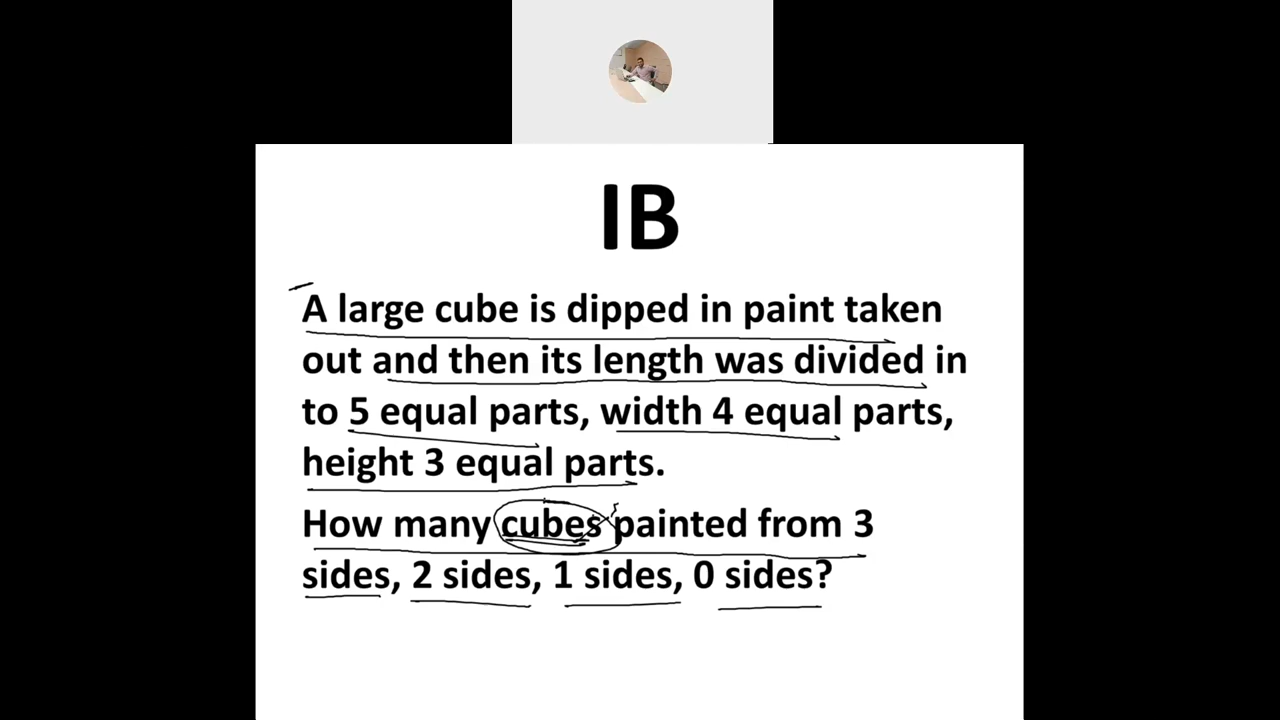 IB
A large cube is dipped in paint taken
out and then its length was divided in
to 5 equal parts, width 4 equal parts,
height 3 equal parts.
How many cubes painted from 3
sides, 2 sides, 1 sides, 0 sides?